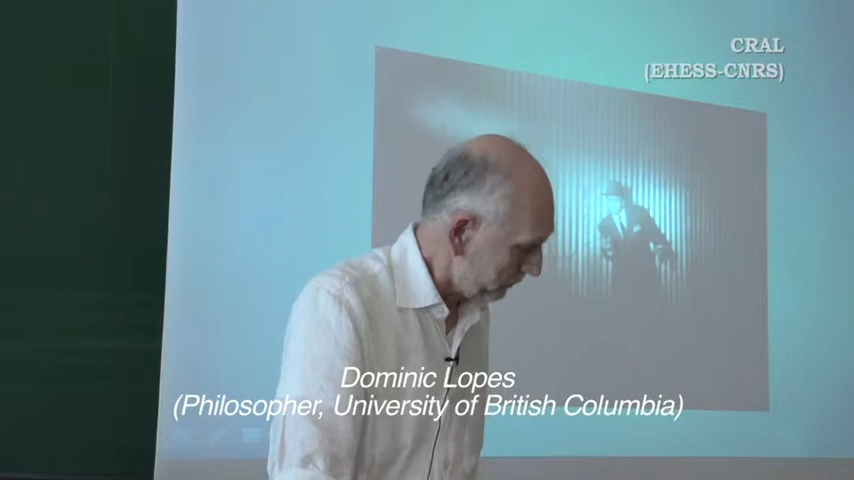 CRAL
(EHESS-CNRS)
Dominic Lopes
(Philosopher, University of British Columbia)